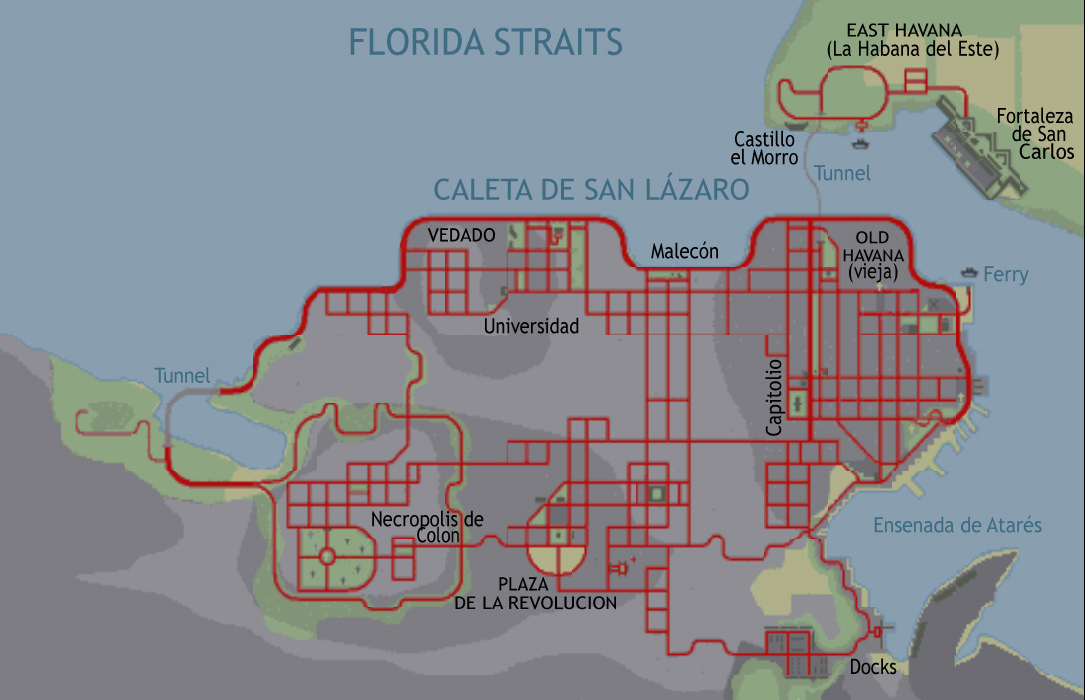 FLORIDA STRAITS
EAST HAVANA
(La Habana del Este)
Fortaleza
de San
Carlos
Castillo
el Morro
Tunnel
CALETA DE SAN LÁZARO
VEDADO
Malecón
OLD
HAVANA
(vieja)
Ferry
Universidad
Tunnel
Capitolio
Necropolis de
Colon
Ensenada de Atarés
PLAZA
DE LA REVOLUCION
Docks